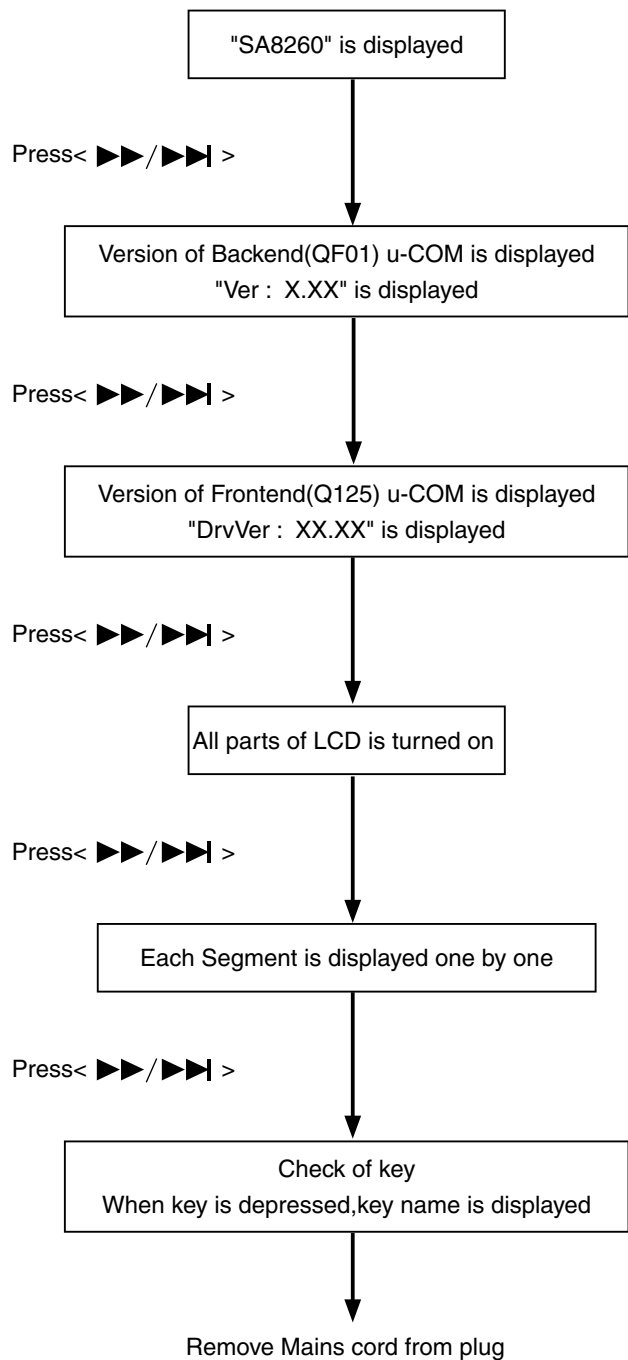 "SA8260" is displayed
Press< ▶▶/▶▶| >
Version of Backend(QF01) u-COM is displayed
"Ver :  X.XX" is displayed
Press< ▶▶/▶▶| >
Version of Frontend(Q125) u-COM is displayed
"DrvVer :  XX.XX" is displayed
Press< ▶▶/▶▶| >
All parts of LCD is turned on
Press< ▶▶/▶▶| >
Each Segment is displayed one by one
Press< ▶▶/▶▶| >
Check of key
When key is depressed,key name is displayed
Remove Mains cord from plug